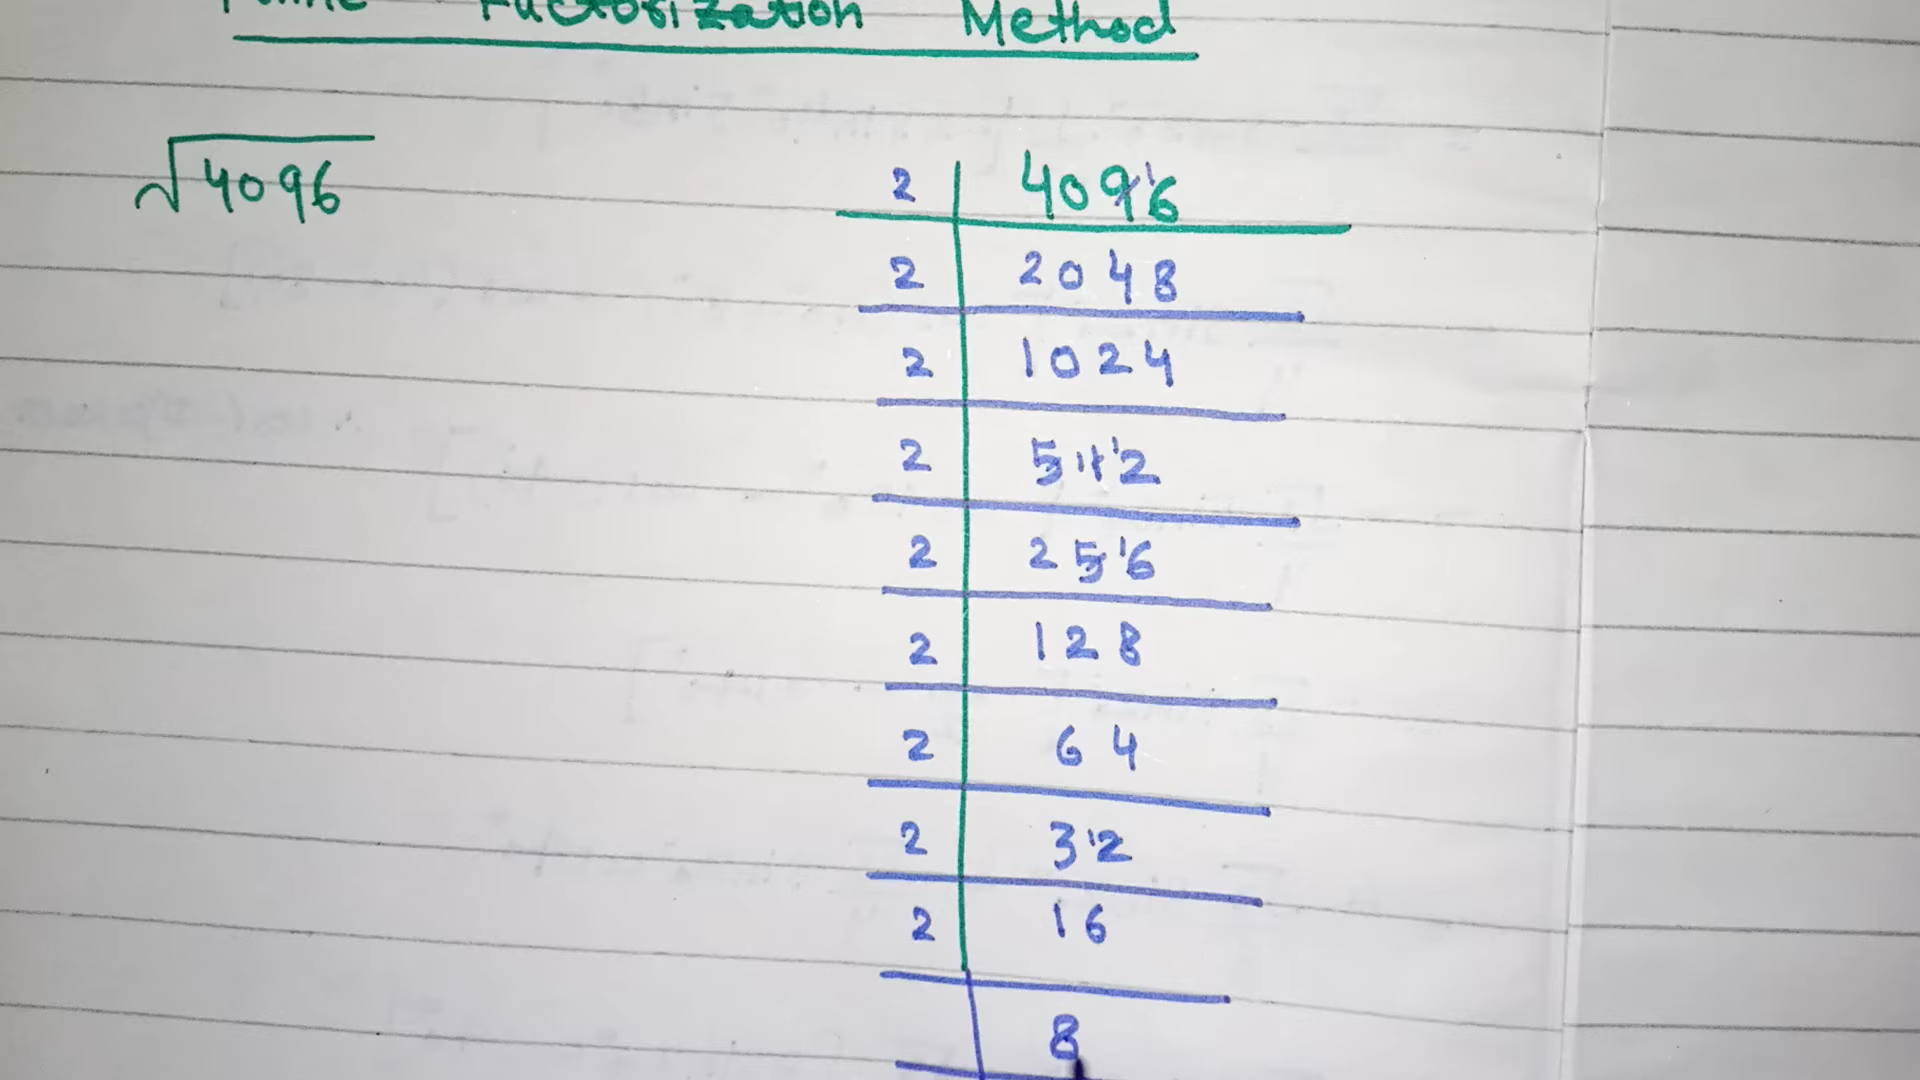 Factorization Method
√4096
2 | 4096
2 | 2048
2 | 1024
2 | 512
2 | 256
2 | 128
2 | 64
2 | 32
2 | 16
8